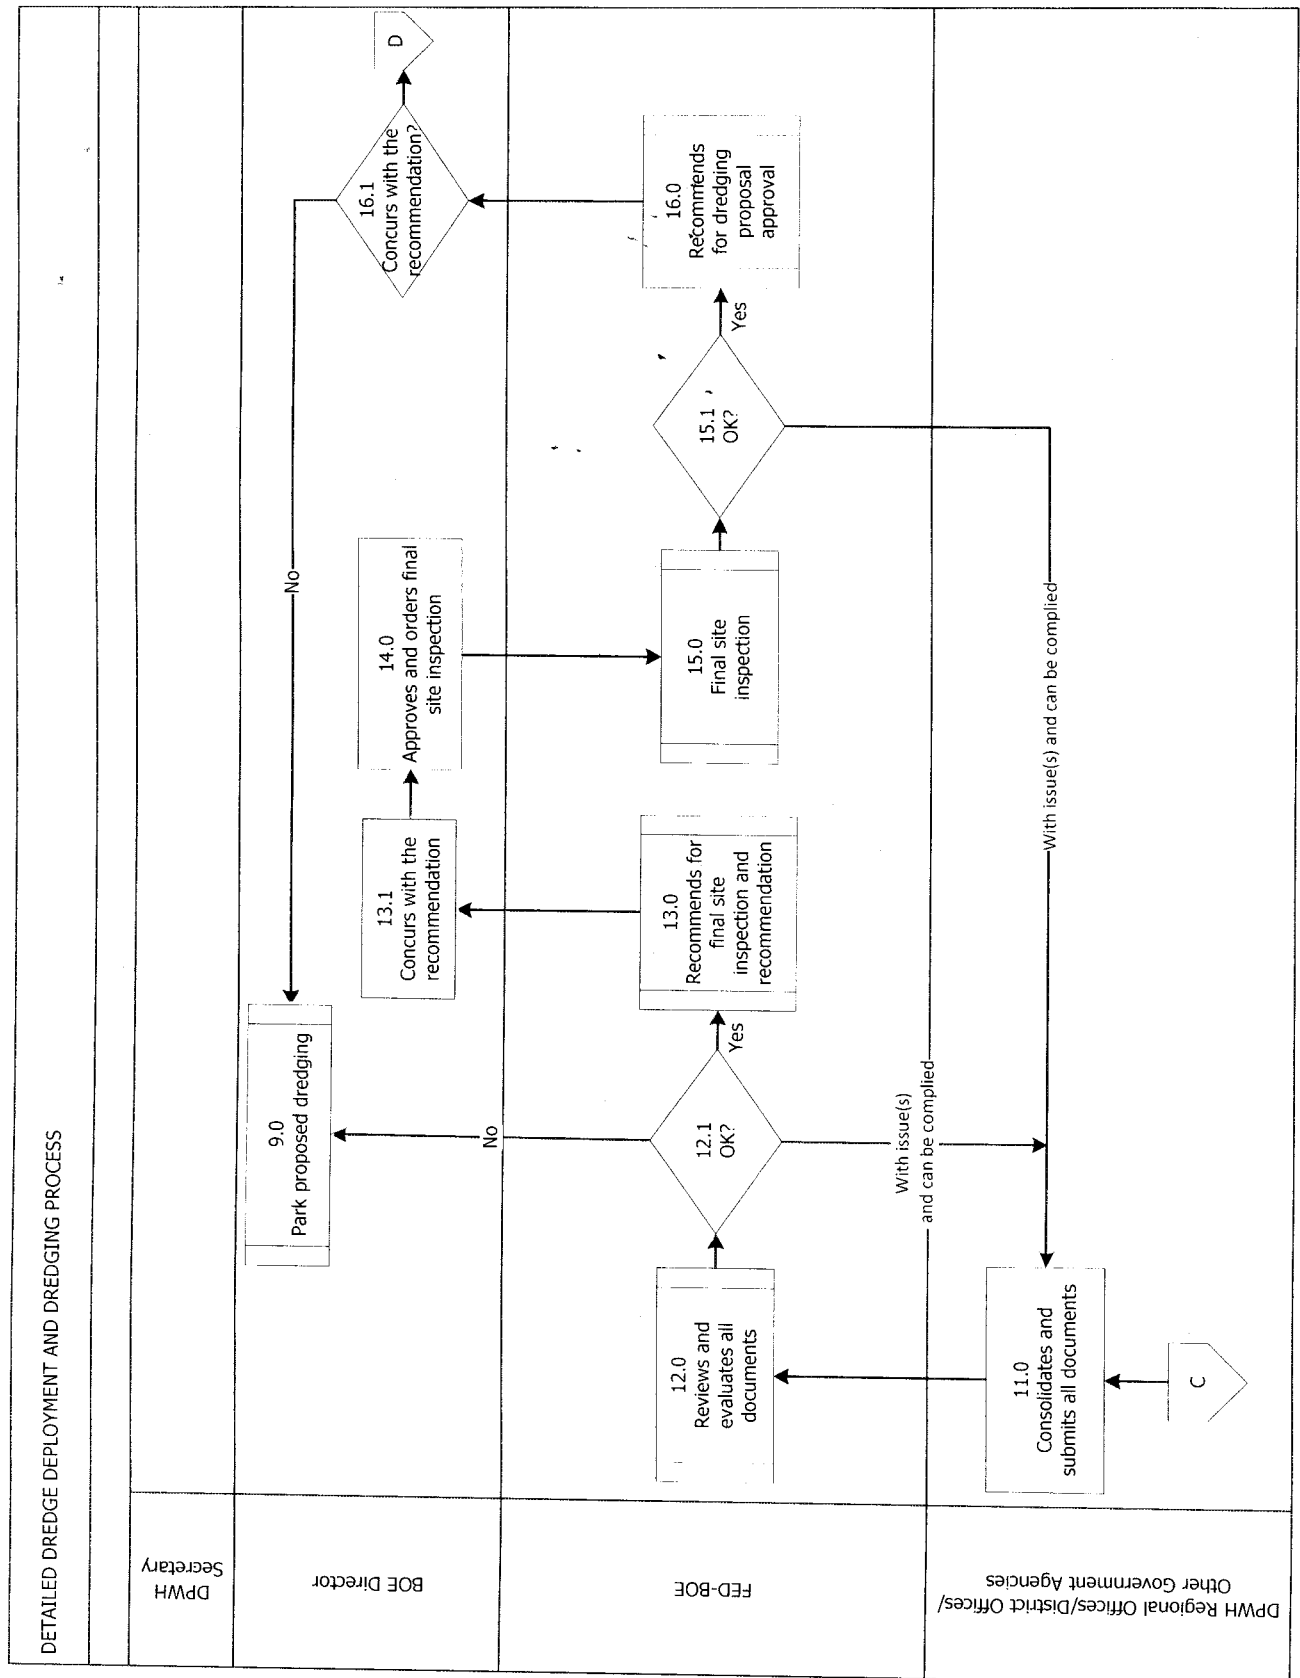 DETAILED DREDGE DEPLOYMENT AND DREDGING PROCESS
DPWH
Secretary
BOE Director
9.0
Park proposed dredging
No
13.1
Concurs with the
recommendation
14.0
Approves and orders final
site inspection
16.1
Concurs with the
recommendation?
D
FED-BOE
12.0
Reviews and
evaluates all
documents
12.1
OK?
No
Yes
13.0
Recommends for
final site
inspection and
recommendation
15.0
Final site
inspection
15.1
OK?
Yes
16.0
Recommends
for dredging
proposal
approval
With issue(s)
and can be complied
With issue(s) and can be complied
DPWH Regional Offices/District Offices/
Other Government Agencies
11.0
Consolidates and
submits all documents
C